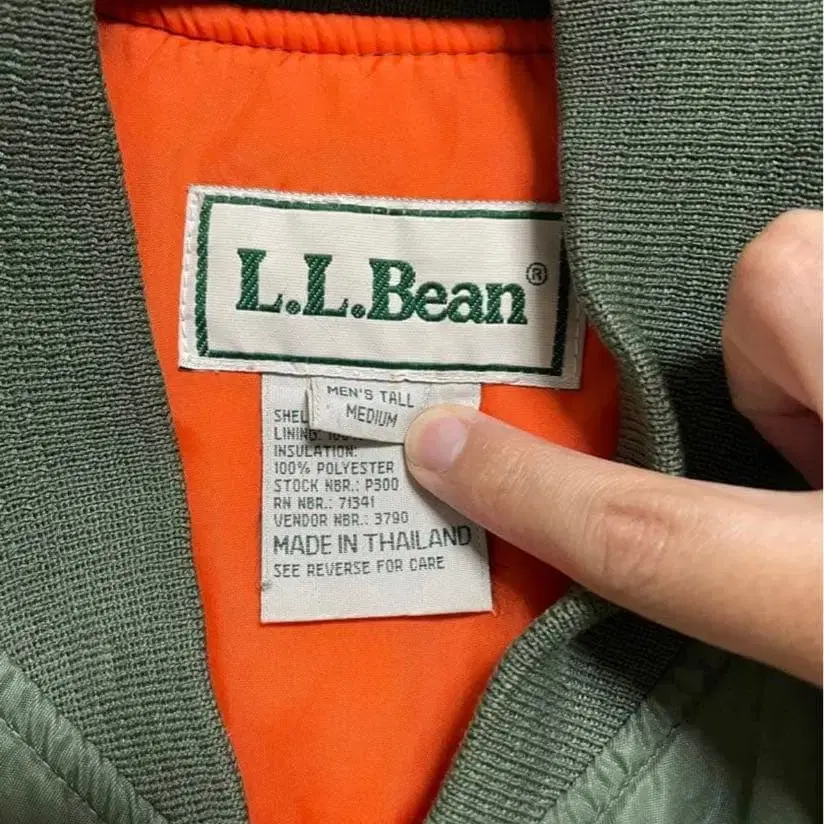 L.L.Bean®
MEN'S TALL
MEDIUM
SHEL
LINING: 100%
INSULATION:
100% POLYESTER
STOCK NBR.: P300
RN NBR.: 71341
VENDOR NBR.: 3790
MADE IN THAILAND
SEE REVERSE FOR CARE